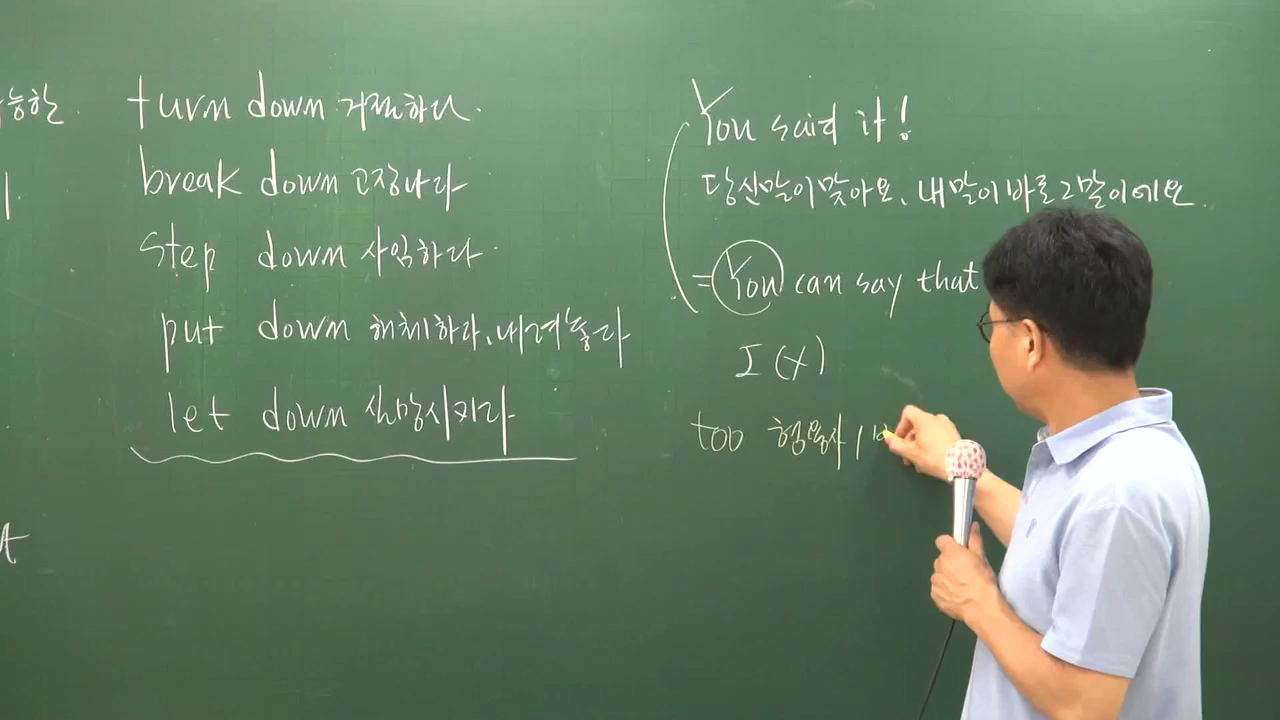 능한.
turn down 거절하다.
break down 고장나다
step down 사임하다.
put down 해체하다, 내려놓다
let down 실망시키다
A
You said it!
당신말이맞아요, 내말이바로그말이에요.
= You can say that
I (X)
too 형용사 /